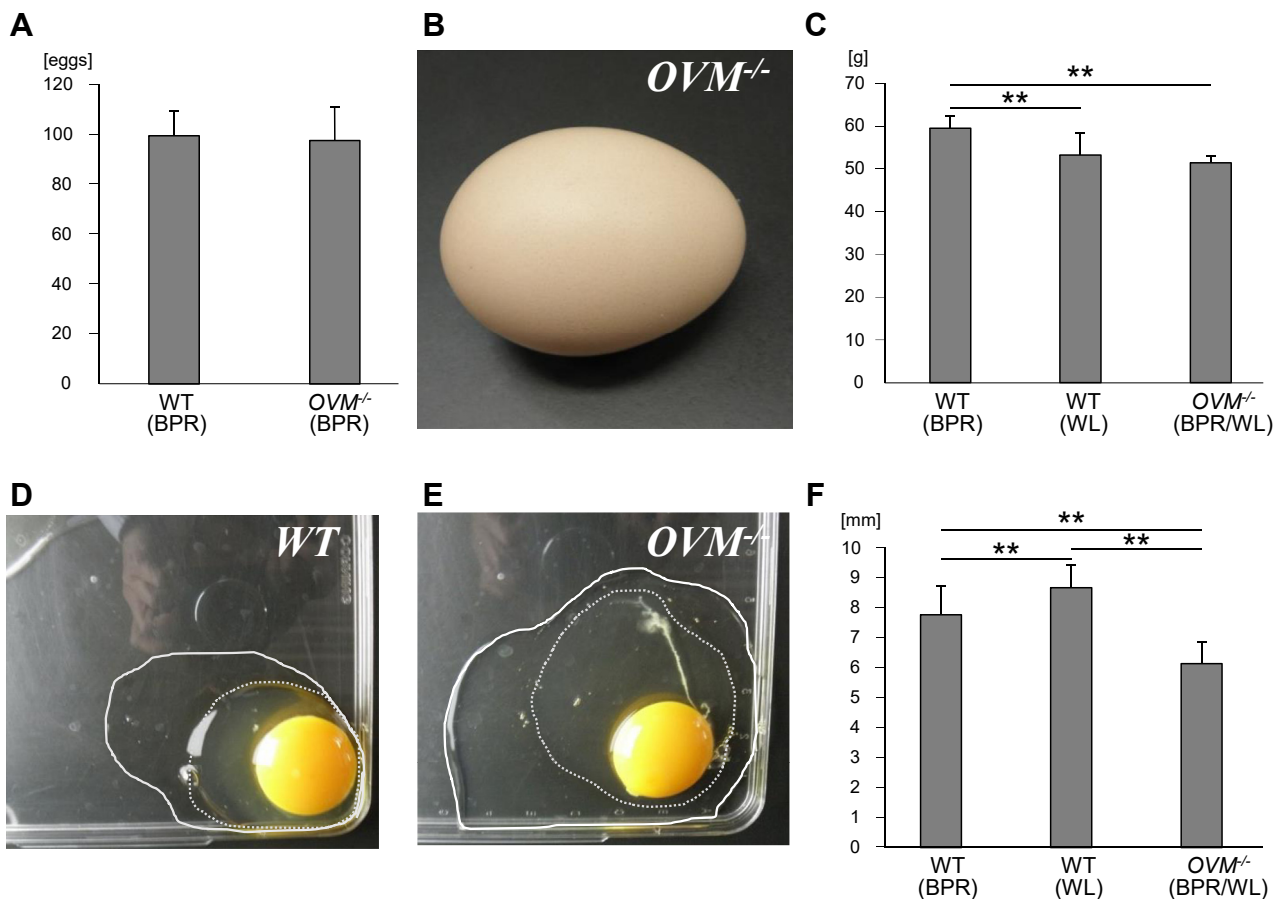 A
[eggs]
120
100
80
60
40
20
0
WT
(BPR)
OVM-/-
(BPR)
B
OVM-/-
C
[g]
70
60
50
40
30
20
10
0
**
**
WT
(BPR)
WT
(WL)
OVM-/-
(BPR/WL)
D
WT
E
OVM-/-
F
[mm]
10
9
8
7
6
5
4
3
2
1
0
**
**
**
WT
(BPR)
WT
(WL)
OVM-/-
(BPR/WL)